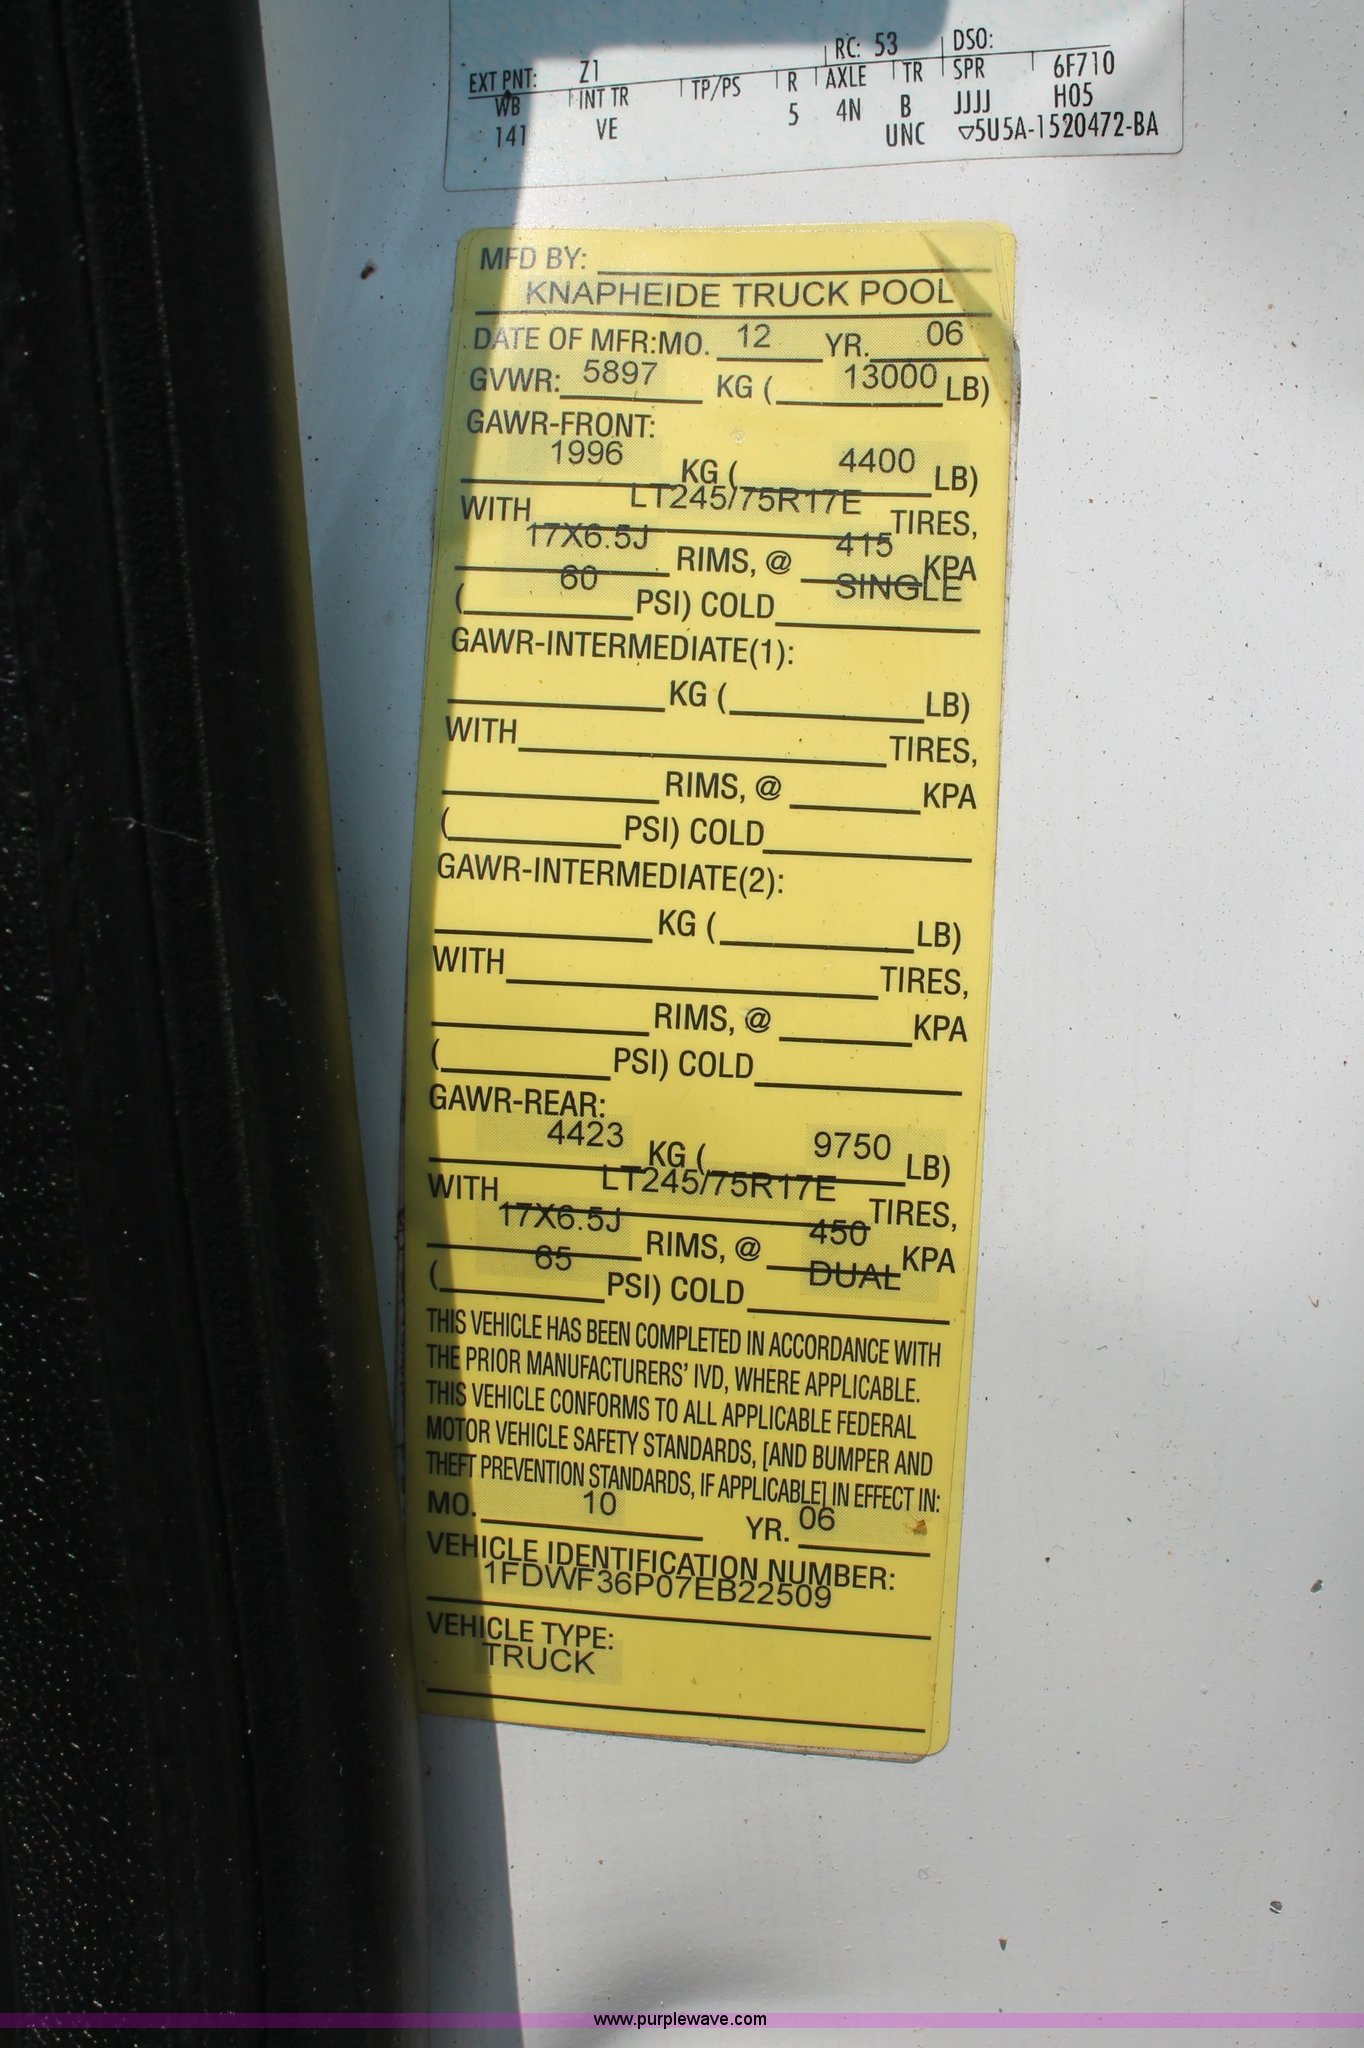 RC: 53 DSO:
EXT PNT: Z1 6F710
WB INT TR TP/PS R AXLE TR SPR H05
141 VE 5 4N B JJJJ
UNC ▽5U5A-1520472-BA
MFD BY:
KNAPHEIDE TRUCK POOL
DATE OF MFR:MO. 12 YR. 06
GVWR: 5897 KG ( 13000 LB)
GAWR-FRONT:
1996 KG ( 4400 LB)
WITH LT245/75R17E TIRES,
17X6.5J RIMS, @ 415 KPA
( 60 PSI) COLD SINGLE
GAWR-INTERMEDIATE(1):
KG ( LB)
WITH TIRES,
RIMS, @ KPA
( PSI) COLD
GAWR-INTERMEDIATE(2):
KG ( LB)
WITH TIRES,
RIMS, @ KPA
( PSI) COLD
GAWR-REAR:
4423 KG ( 9750 LB)
WITH LT245/75R17E TIRES,
17X6.5J RIMS, @ 450 KPA
( 65 PSI) COLD DUAL
THIS VEHICLE HAS BEEN COMPLETED IN ACCORDANCE WITH
THE PRIOR MANUFACTURERS' IVD, WHERE APPLICABLE.
THIS VEHICLE CONFORMS TO ALL APPLICABLE FEDERAL
MOTOR VEHICLE SAFETY STANDARDS, [AND BUMPER AND
THEFT PREVENTION STANDARDS, IF APPLICABLE] IN EFFECT IN:
MO. 10 YR. 06
VEHICLE IDENTIFICATION NUMBER:
1FDWF36P07EB22509
VEHICLE TYPE:
TRUCK
www.purplewave.com